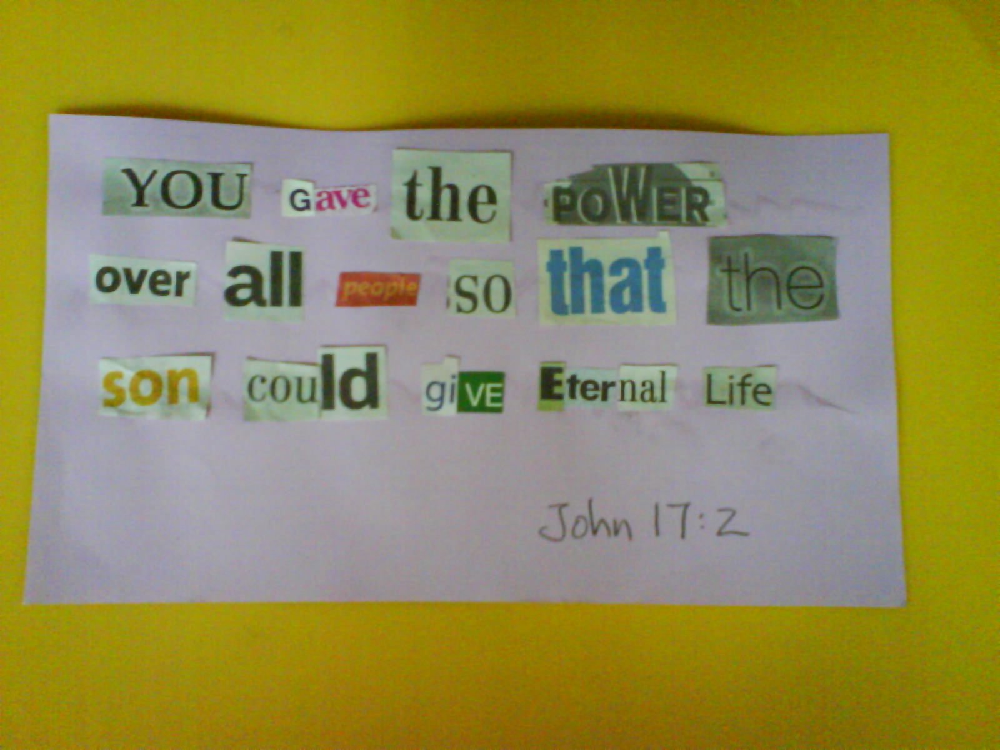 YOU Gave the POWER
over all people so that the
son could giVE Eternal Life
John 17:2